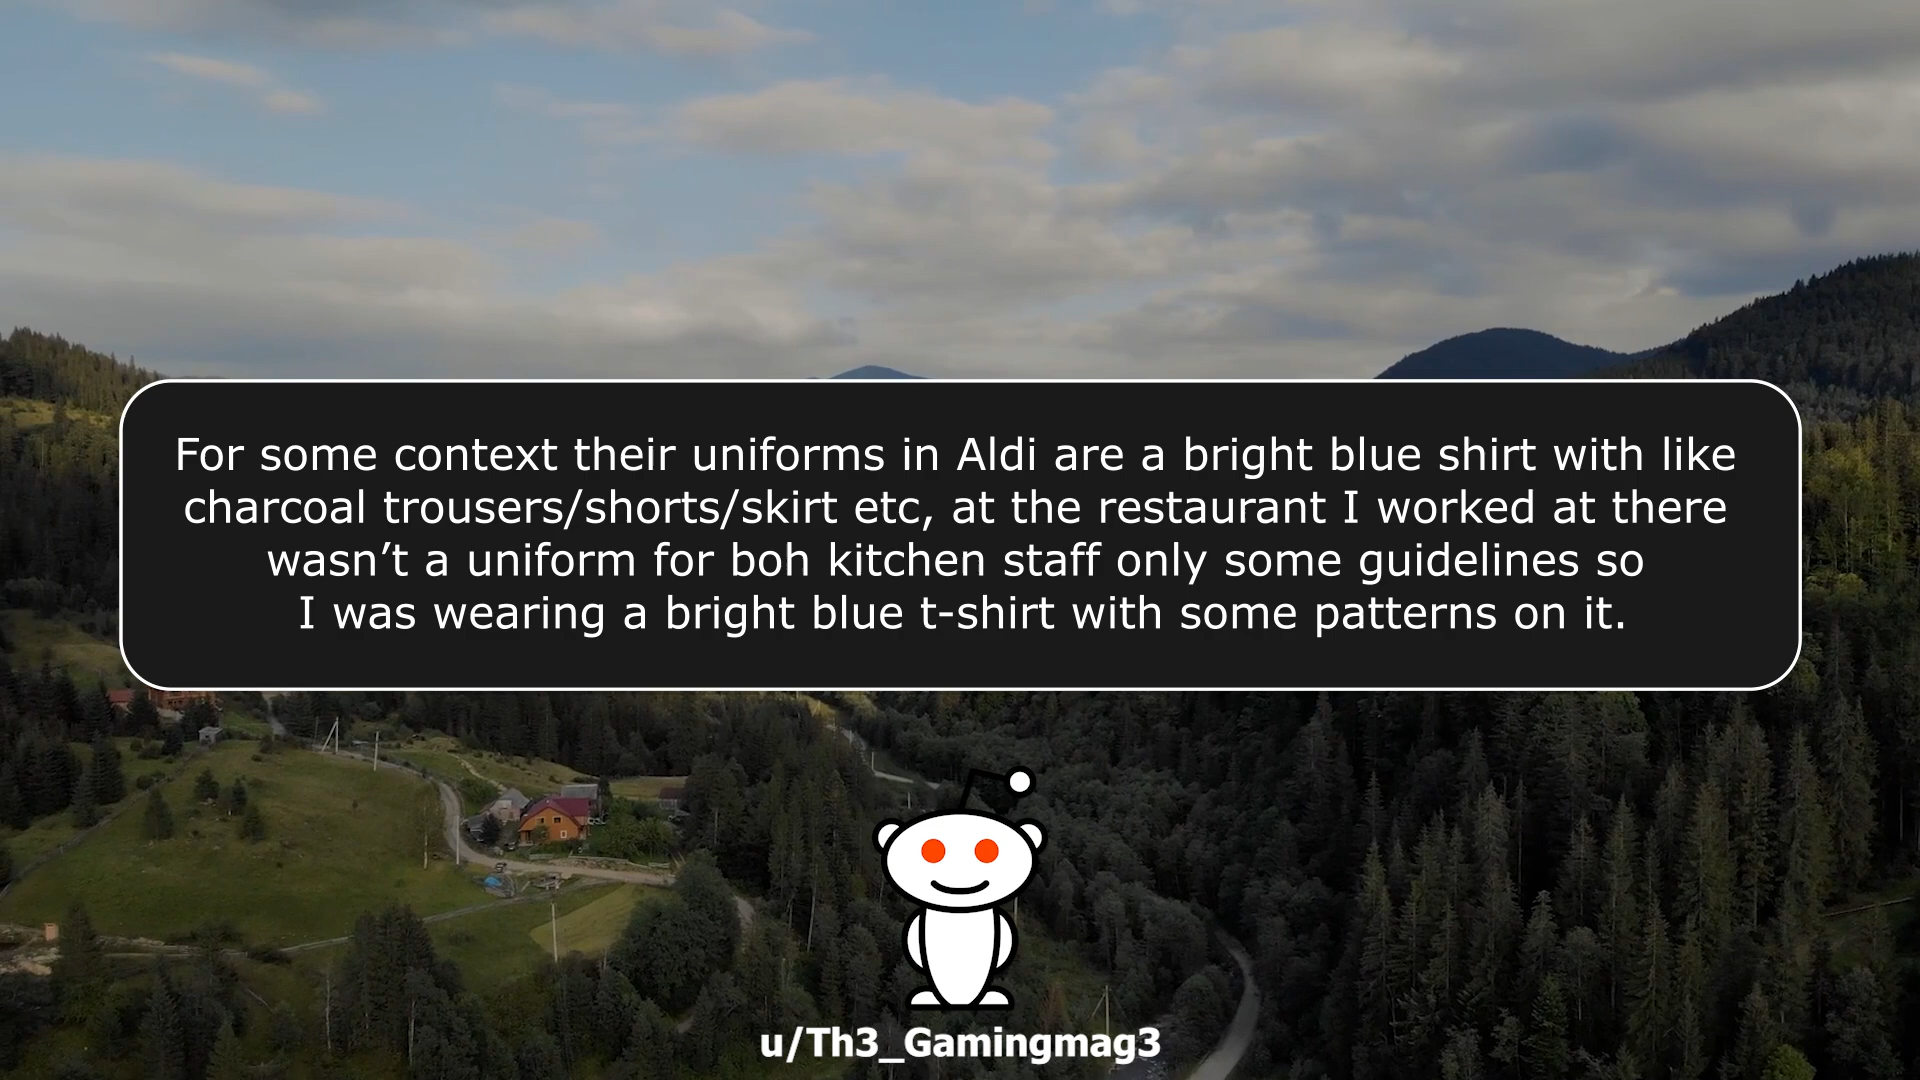 For some context their uniforms in Aldi are a bright blue shirt with like
charcoal trousers/shorts/skirt etc, at the restaurant I worked at there
wasn’t a uniform for boh kitchen staff only some guidelines so
I was wearing a bright blue t-shirt with some patterns on it.
u/Th3_Gamingmag3